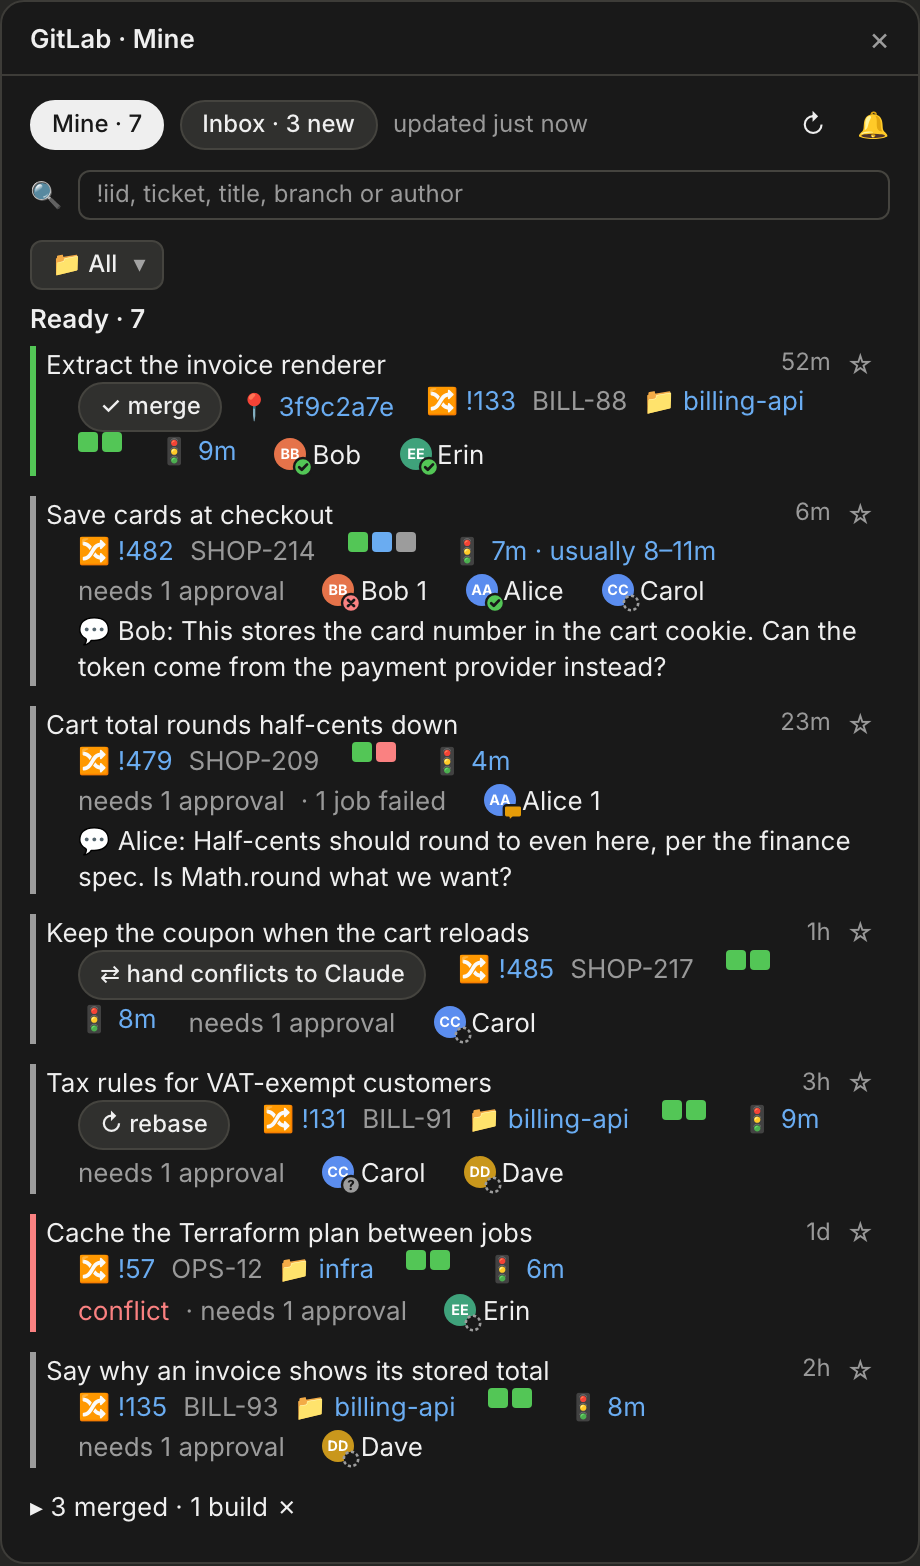 GitLab · Mine ×
Mine · 7 Inbox · 3 new updated just now
!iid, ticket, title, branch or author
All ▾
Ready · 7
Extract the invoice renderer 52m ☆
✓ merge 3f9c2a7e !133 BILL-88 billing-api
9m BB Bob EE Erin
Save cards at checkout 6m ☆
!482 SHOP-214 7m · usually 8–11m
needs 1 approval BB Bob 1 AA Alice CC Carol
Bob: This stores the card number in the cart cookie. Can the
token come from the payment provider instead?
Cart total rounds half-cents down 23m ☆
!479 SHOP-209 4m
needs 1 approval · 1 job failed AA Alice 1
Alice: Half-cents should round to even here, per the finance
spec. Is Math.round what we want?
Keep the coupon when the cart reloads 1h ☆
⇄ hand conflicts to Claude !485 SHOP-217
8m needs 1 approval CC Carol
Tax rules for VAT-exempt customers 3h ☆
↻ rebase !131 BILL-91 billing-api 9m
needs 1 approval CC ? Carol DD Dave
Cache the Terraform plan between jobs 1d ☆
!57 OPS-12 infra 6m
conflict · needs 1 approval EE Erin
Say why an invoice shows its stored total 2h ☆
!135 BILL-93 billing-api 8m
needs 1 approval DD Dave
▸ 3 merged · 1 build ×